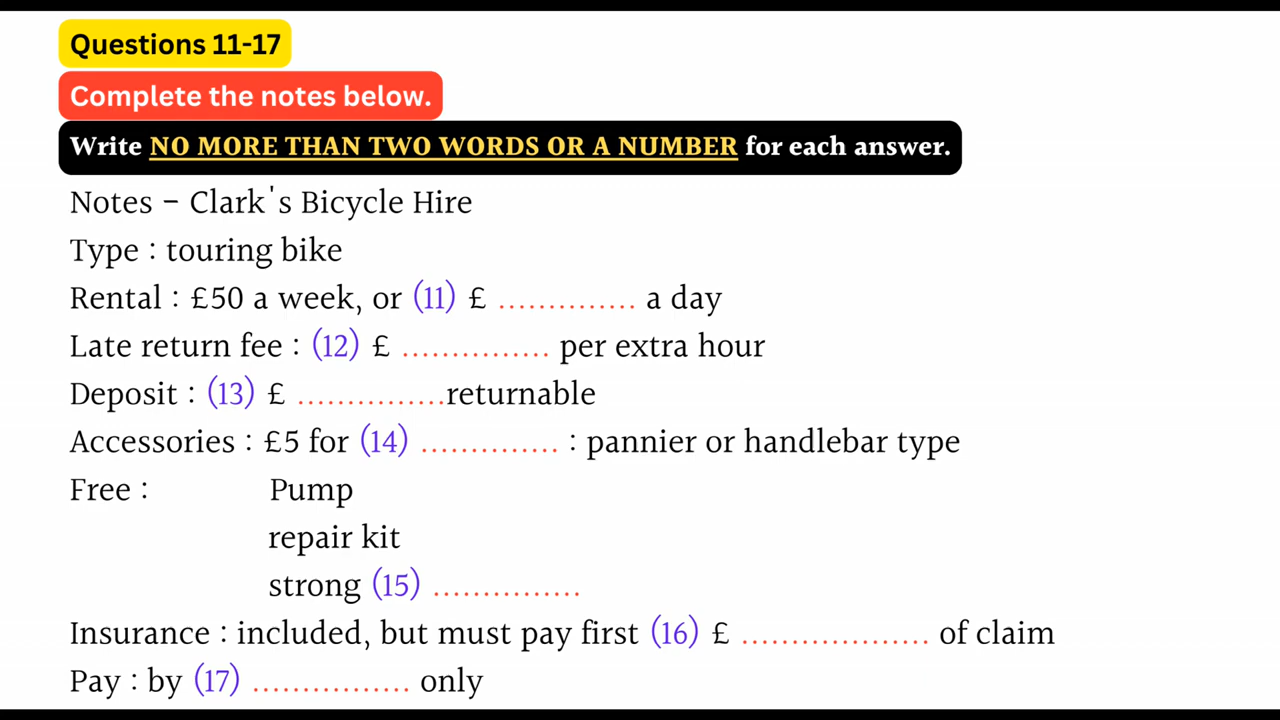 Questions 11-17
Complete the notes below.
Write NO MORE THAN TWO WORDS OR A NUMBER for each answer.
Notes – Clark's Bicycle Hire
Type : touring bike
Rental : £50 a week, or (11) £ .............. a day
Late return fee : (12) £ ............... per extra hour
Deposit : (13) £ ...............returnable
Accessories : £5 for (14) .............. : pannier or handlebar type
Free : Pump
repair kit
strong (15) ...............
Insurance : included, but must pay first (16) £ ................... of claim
Pay : by (17) ................ only